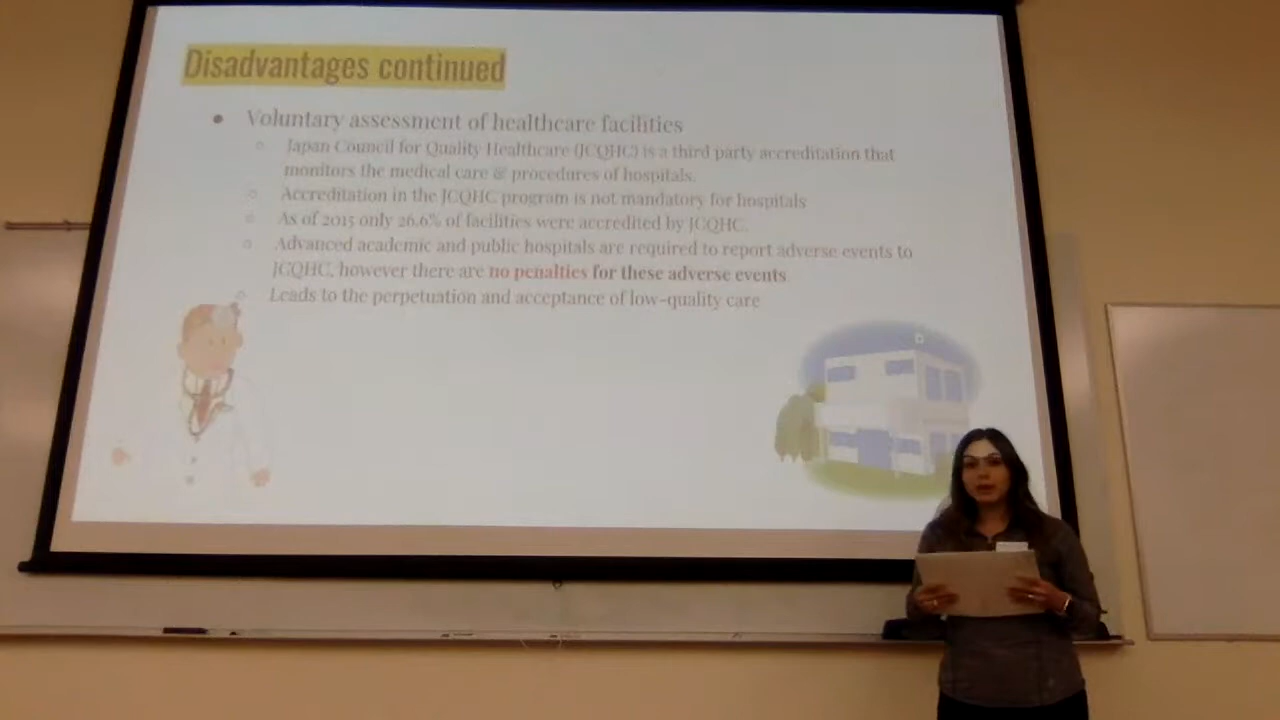 Disadvantages continued
Voluntary assessment of healthcare facilities
Japan Council for Quality Healthcare (JCQHC) is a third party accreditation that
monitors the medical care & procedures of hospitals.
Accreditation in the JCQHC program is not mandatory for hospitals
As of 2015 only 26.6% of facilities were accredited by JCQHC.
Advanced academic and public hospitals are required to report adverse events to
JCQHC, however there are no penalties for these adverse events
Leads to the perpetuation and acceptance of low-quality care